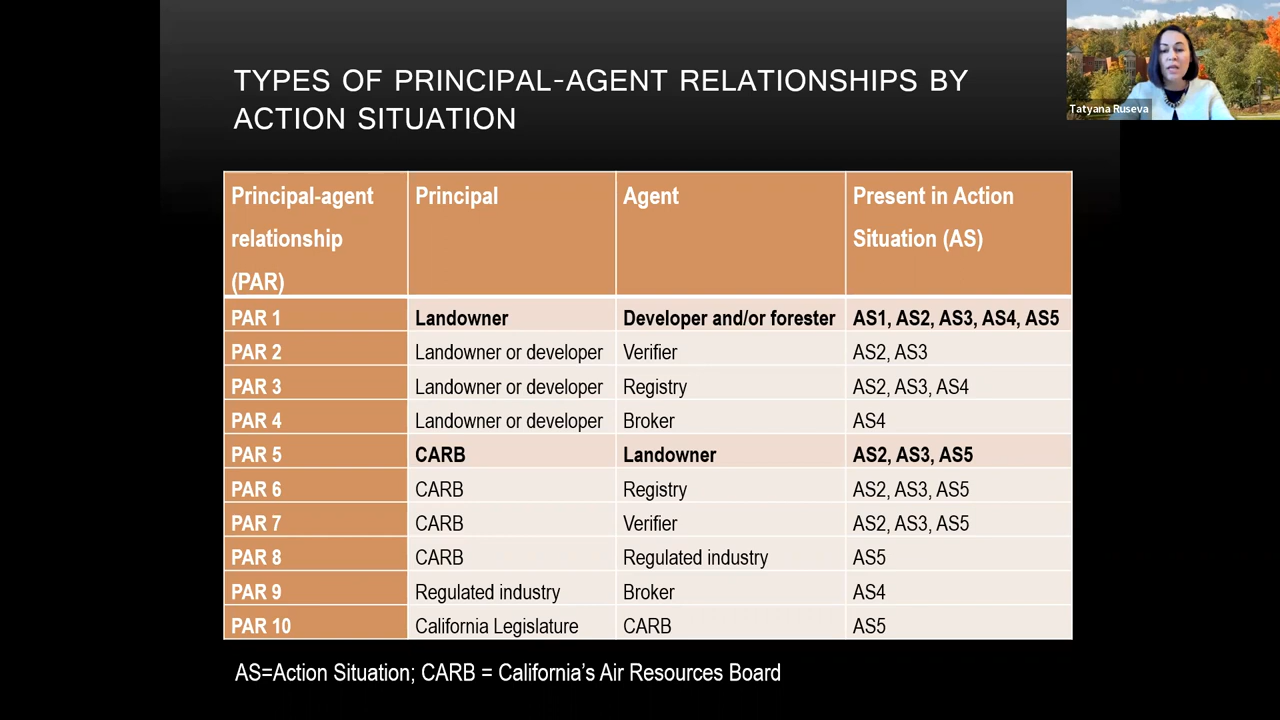 TYPES OF PRINCIPAL-AGENT RELATIONSHIPS BY
ACTION SITUATION
Tatyana Ruseva
Principal-agent relationship (PAR) Principal Agent Present in Action Situation (AS)
PAR 1 Landowner Developer and/or forester AS1, AS2, AS3, AS4, AS5
PAR 2 Landowner or developer Verifier AS2, AS3
PAR 3 Landowner or developer Registry AS2, AS3, AS4
PAR 4 Landowner or developer Broker AS4
PAR 5 CARB Landowner AS2, AS3, AS5
PAR 6 CARB Registry AS2, AS3, AS5
PAR 7 CARB Verifier AS2, AS3, AS5
PAR 8 CARB Regulated industry AS5
PAR 9 Regulated industry Broker AS4
PAR 10 California Legislature CARB AS5
AS=Action Situation; CARB = California’s Air Resources Board